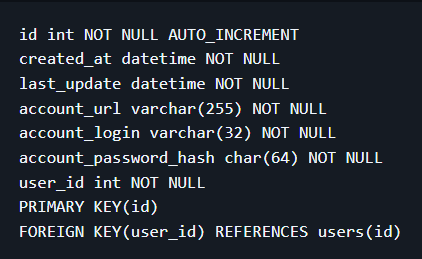 id int NOT NULL AUTO_INCREMENT
created_at datetime NOT NULL
last_update datetime NOT NULL
account_url varchar(255) NOT NULL
account_login varchar(32) NOT NULL
account_password_hash char(64) NOT NULL
user_id int NOT NULL
PRIMARY KEY(id)
FOREIGN KEY(user_id) REFERENCES users(id)